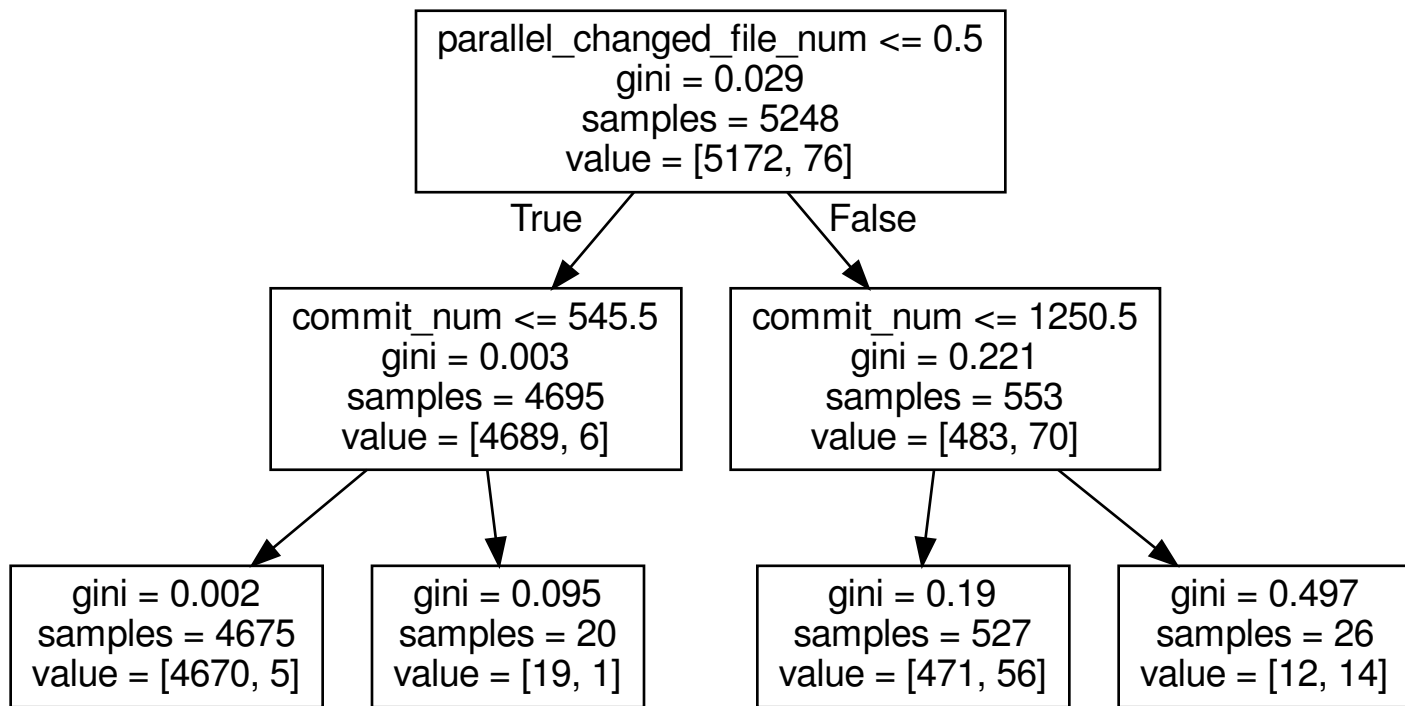 parallel_changed_file_num <= 0.5
gini = 0.029
samples = 5248
value = [5172, 76]
True
False
commit_num <= 545.5
gini = 0.003
samples = 4695
value = [4689, 6]
commit_num <= 1250.5
gini = 0.221
samples = 553
value = [483, 70]
gini = 0.002
samples = 4675
value = [4670, 5]
gini = 0.095
samples = 20
value = [19, 1]
gini = 0.19
samples = 527
value = [471, 56]
gini = 0.497
samples = 26
value = [12, 14]